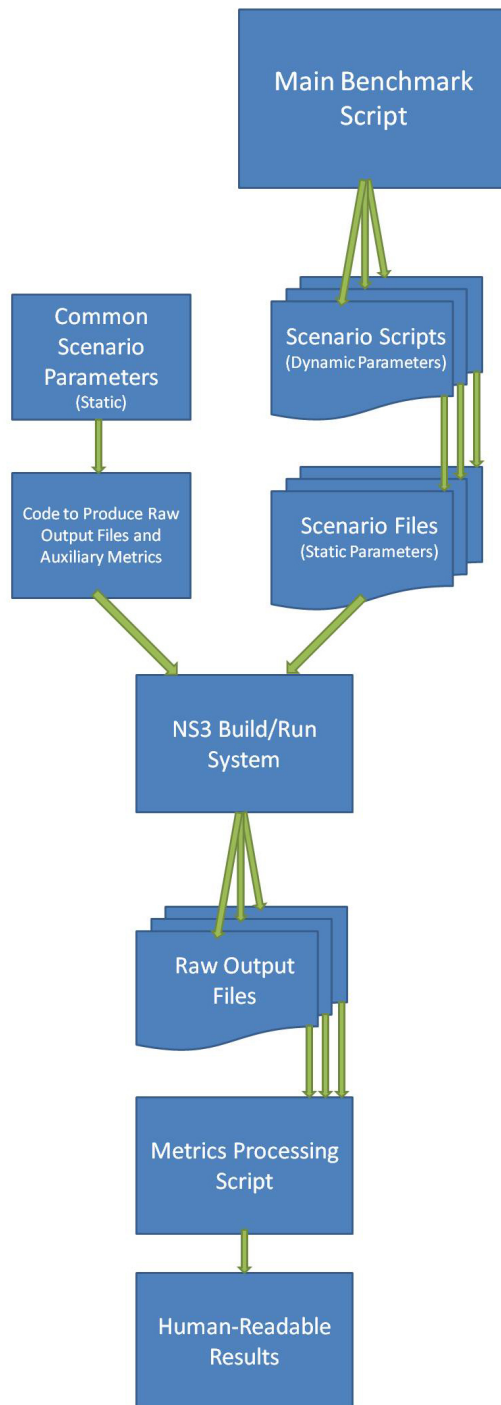 Main Benchmark
Script
Common
Scenario
Parameters
(Static)
Scenario Scripts
(Dynamic Parameters)
Code to Produce Raw
Output Files and
Auxiliary Metrics
Scenario Files
(Static Parameters)
NS3 Build/Run
System
Raw Output
Files
Metrics Processing
Script
Human-Readable
Results